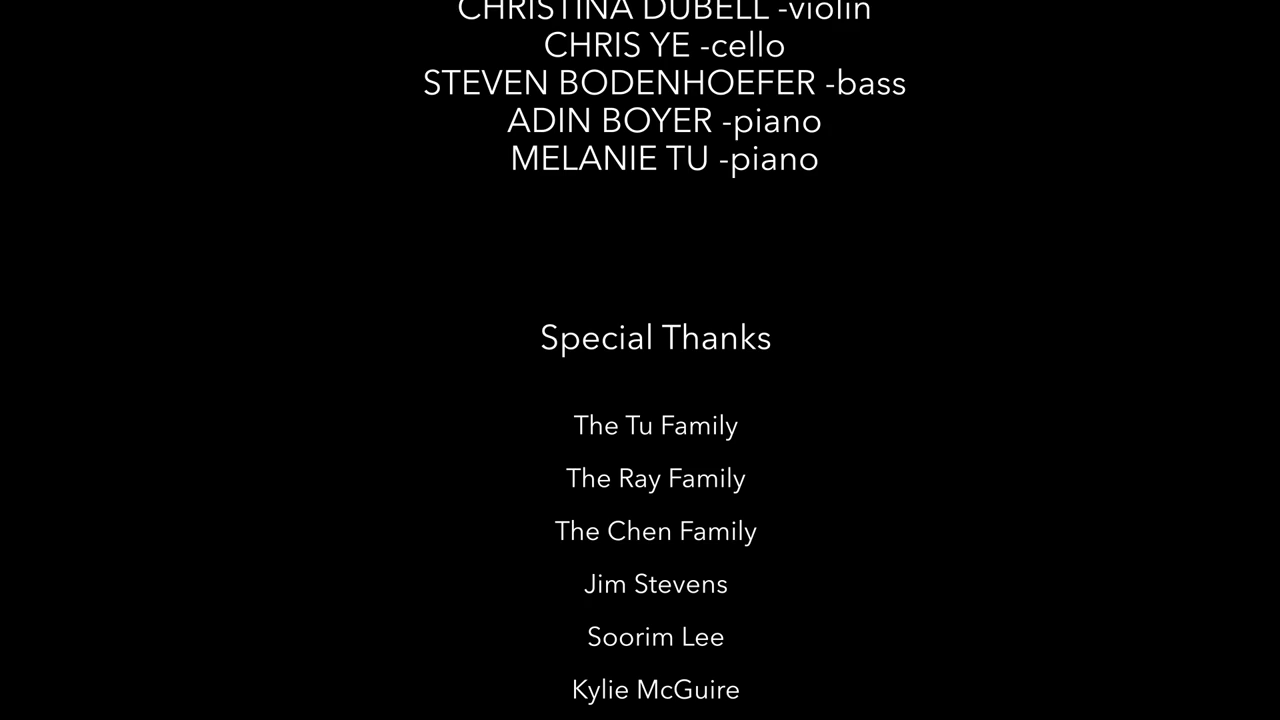 CHRISTINA DUBELL -violin
CHRIS YE -cello
STEVEN BODENHOEFER -bass
ADIN BOYER -piano
MELANIE TU -piano
Special Thanks
The Tu Family
The Ray Family
The Chen Family
Jim Stevens
Soorim Lee
Kylie McGuire